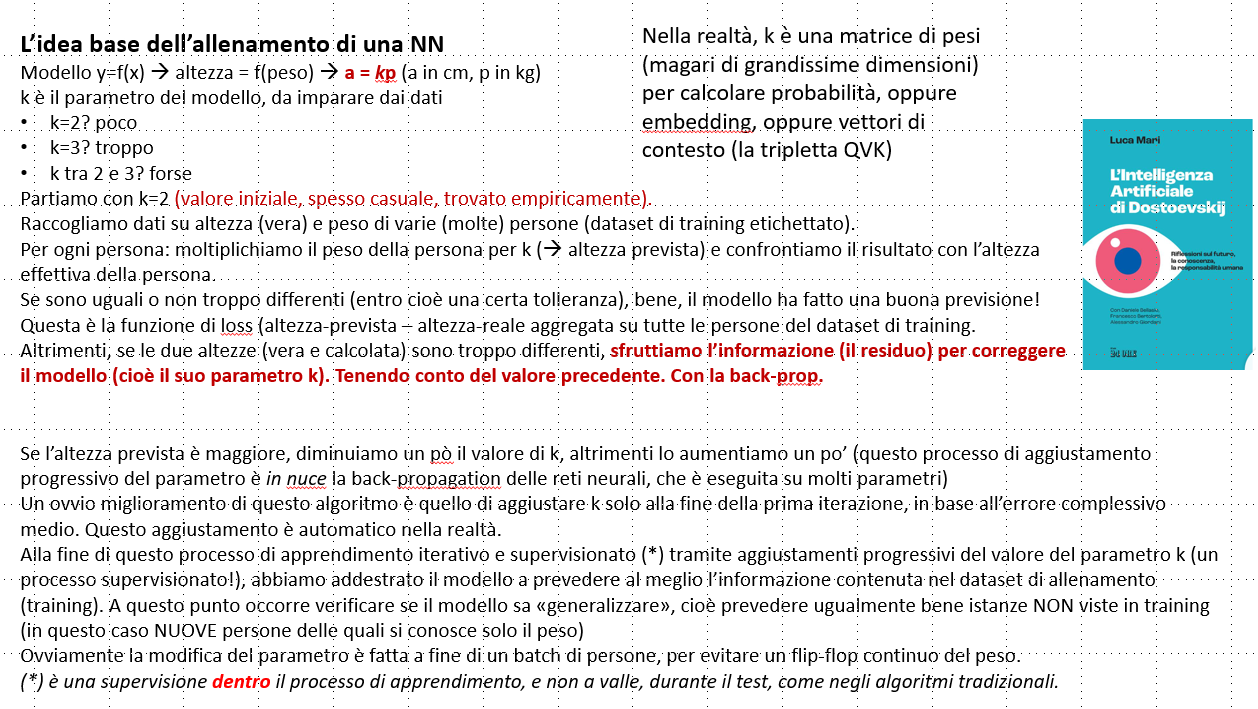 L’idea base dell’allenamento di una NN
Modello y=f(x) → altezza = f(peso) → a = kp (a in cm, p in kg)
k è il parametro del modello, da imparare dai dati
• k=2? poco
• k=3? troppo
• k tra 2 e 3? forse
Partiamo con k=2 (valore iniziale, spesso casuale, trovato empiricamente).
Raccogliamo dati su altezza (vera) e peso di varie (molte) persone (dataset di training etichettato).
Per ogni persona: moltiplichiamo il peso della persona per k (→ altezza prevista) e confrontiamo il risultato con l’altezza
effettiva della persona.
Se sono uguali o non troppo differenti (entro cioè una certa tolleranza), bene, il modello ha fatto una buona previsione!
Questa è la funzione di loss (altezza-prevista – altezza-reale aggregata su tutte le persone del dataset di training.
Altrimenti, se le due altezze (vera e calcolata) sono troppo differenti, sfruttiamo l’informazione (il residuo) per correggere
il modello (cioè il suo parametro k). Tenendo conto del valore precedente. Con la back-prop.
Nella realtà, k è una matrice di pesi
(magari di grandissime dimensioni)
per calcolare probabilità, oppure
embedding, oppure vettori di
contesto (la tripletta QVK)
Luca Mari
L’Intelligenza
Artificiale
di Dostoevskij
Riflessioni sul futuro,
la conoscenza,
la responsabilità umana
Con Daniele Bellasio,
Francesco Bertolotti,
Alessandro Giordani
Se l’altezza prevista è maggiore, diminuiamo un pò il valore di k, altrimenti lo aumentiamo un po’ (questo processo di aggiustamento
progressivo del parametro è in nuce la back-propagation delle reti neurali, che è eseguita su molti parametri)
Un ovvio miglioramento di questo algoritmo è quello di aggiustare k solo alla fine della prima iterazione, in base all’errore complessivo
medio. Questo aggiustamento è automatico nella realtà.
Alla fine di questo processo di apprendimento iterativo e supervisionato (*) tramite aggiustamenti progressivi del valore del parametro k (un
processo supervisionato!), abbiamo addestrato il modello a prevedere al meglio l’informazione contenuta nel dataset di allenamento
(training). A questo punto occorre verificare se il modello sa «generalizzare», cioè prevedere ugualmente bene istanze NON viste in training
(in questo caso NUOVE persone delle quali si conosce solo il peso)
Ovviamente la modifica del parametro è fatta a fine di un batch di persone, per evitare un flip-flop continuo del peso.
(*) è una supervisione dentro il processo di apprendimento, e non a valle, durante il test, come negli algoritmi tradizionali.